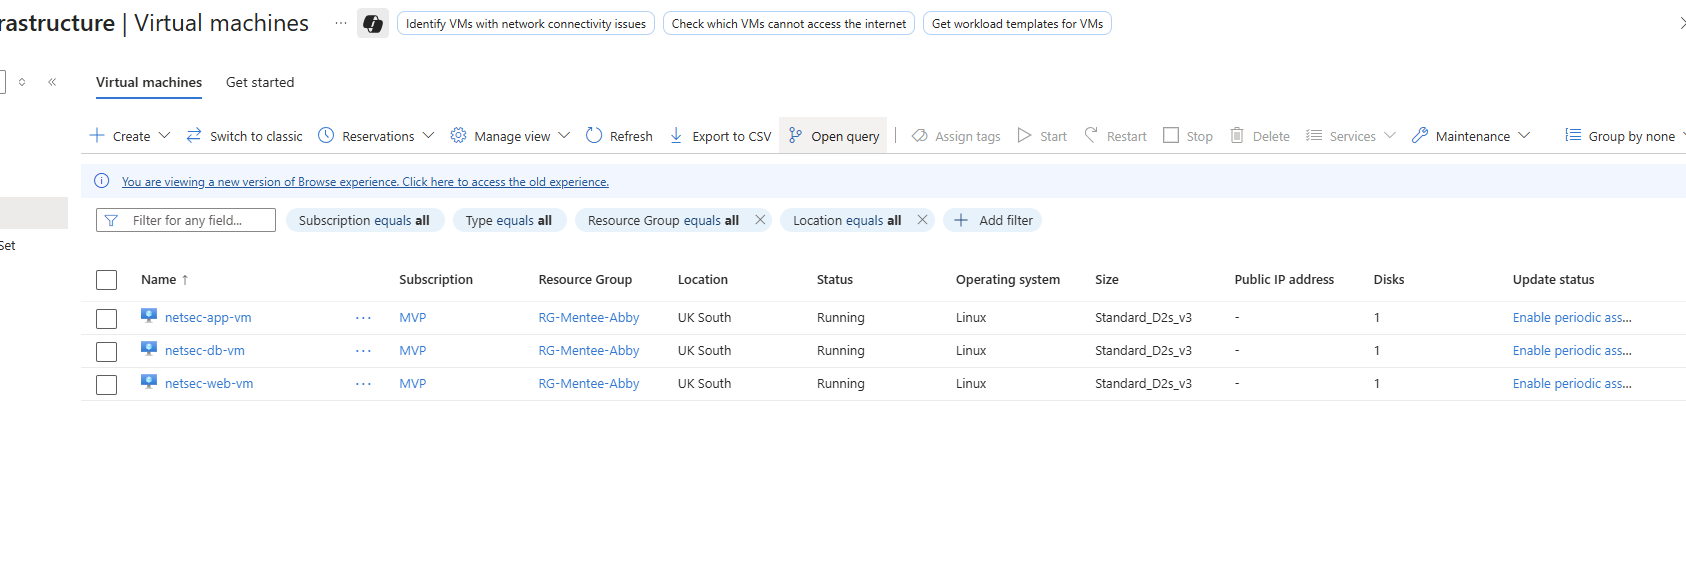 rastructure | Virtual machines ... Identify VMs with network connectivity issues Check which VMs cannot access the internet Get workload templates for VMs
Virtual machines Get started
Create Switch to classic Reservations Manage view Refresh Export to CSV Open query Assign tags Start Restart Stop Delete Services Maintenance Group by none
You are viewing a new version of Browse experience. Click here to access the old experience.
Filter for any field... Subscription equals all Type equals all Resource Group equals all Location equals all Add filter
Set
Name ↑ Subscription Resource Group Location Status Operating system Size Public IP address Disks Update status
netsec-app-vm ... MVP RG-Mentee-Abby UK South Running Linux Standard_D2s_v3 - 1 Enable periodic ass...
netsec-db-vm ... MVP RG-Mentee-Abby UK South Running Linux Standard_D2s_v3 - 1 Enable periodic ass...
netsec-web-vm ... MVP RG-Mentee-Abby UK South Running Linux Standard_D2s_v3 - 1 Enable periodic ass...